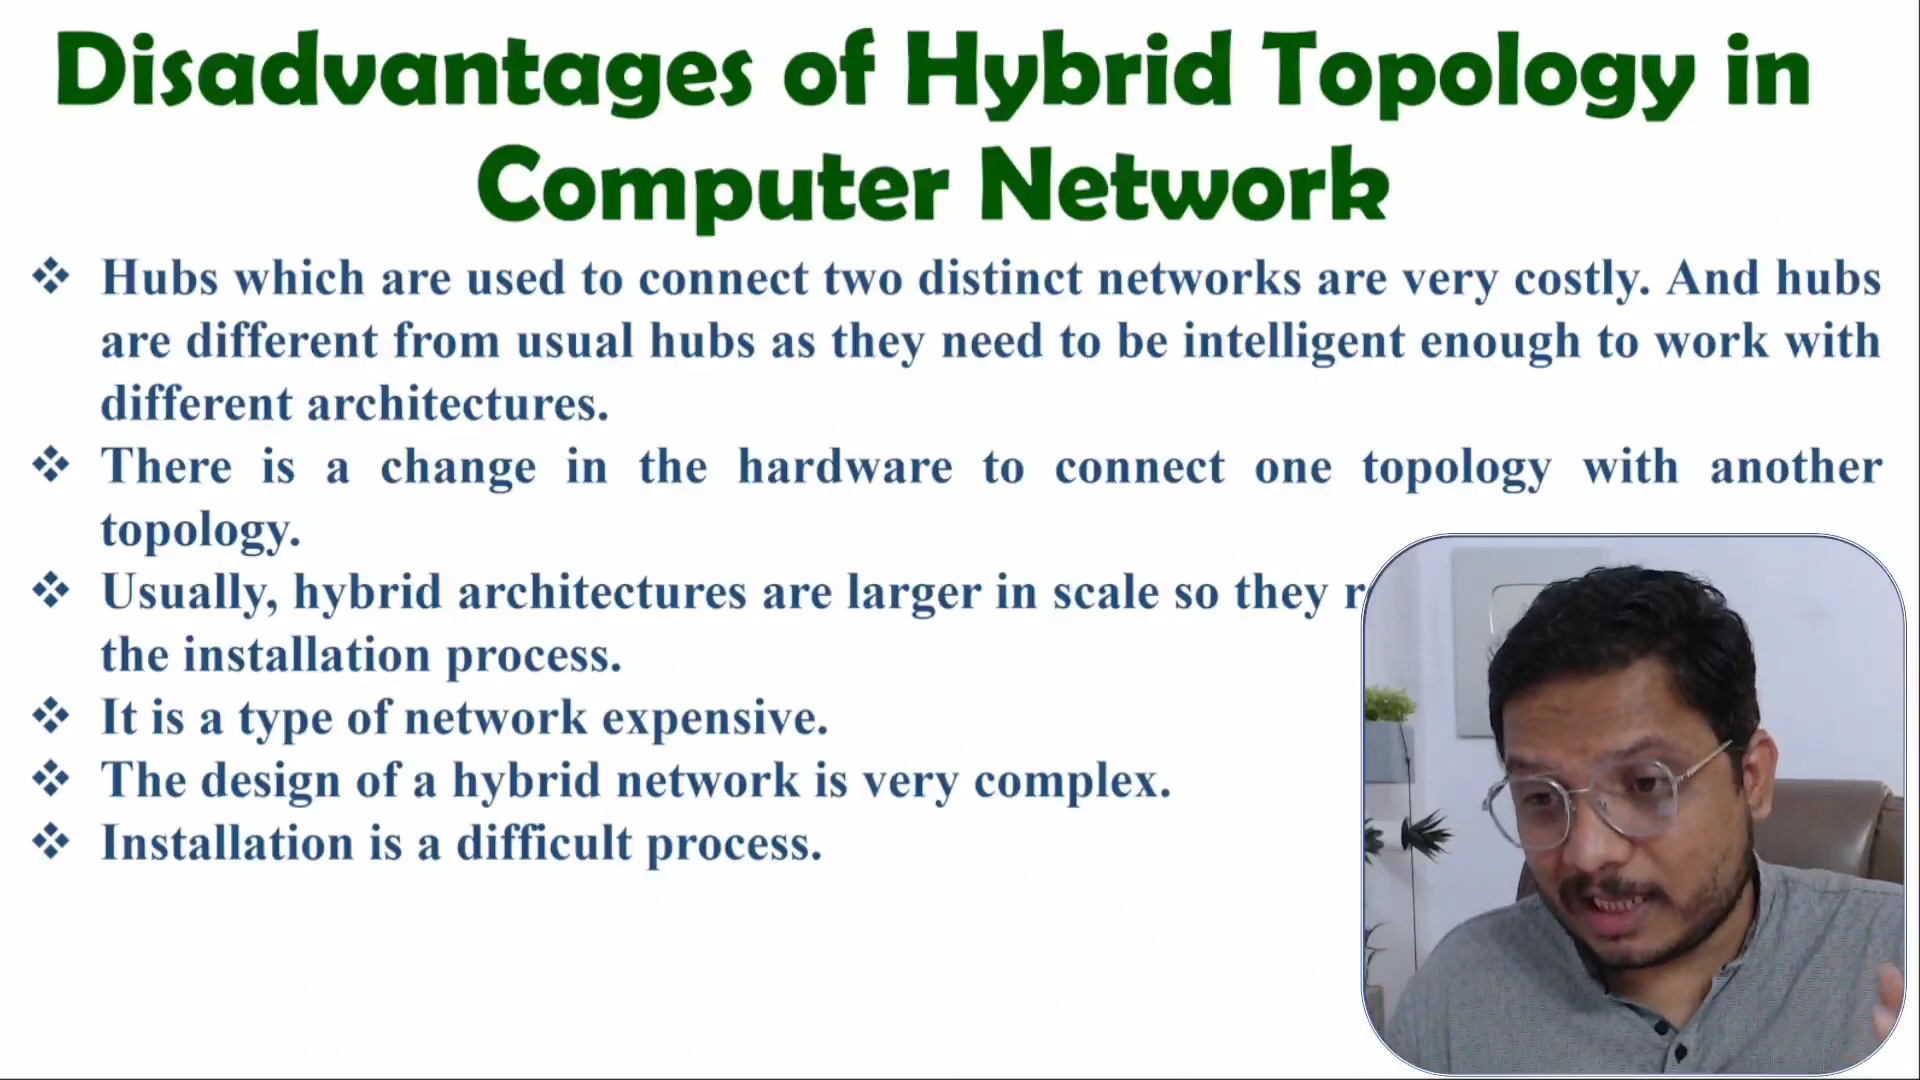 Disadvantages of Hybrid Topology in
Computer Network
Hubs which are used to connect two distinct networks are very costly. And hubs
are different from usual hubs as they need to be intelligent enough to work with
different architectures.
There is a change in the hardware to connect one topology with another
topology.
Usually, hybrid architectures are larger in scale so they
the installation process.
It is a type of network expensive.
The design of a hybrid network is very complex.
Installation is a difficult process.